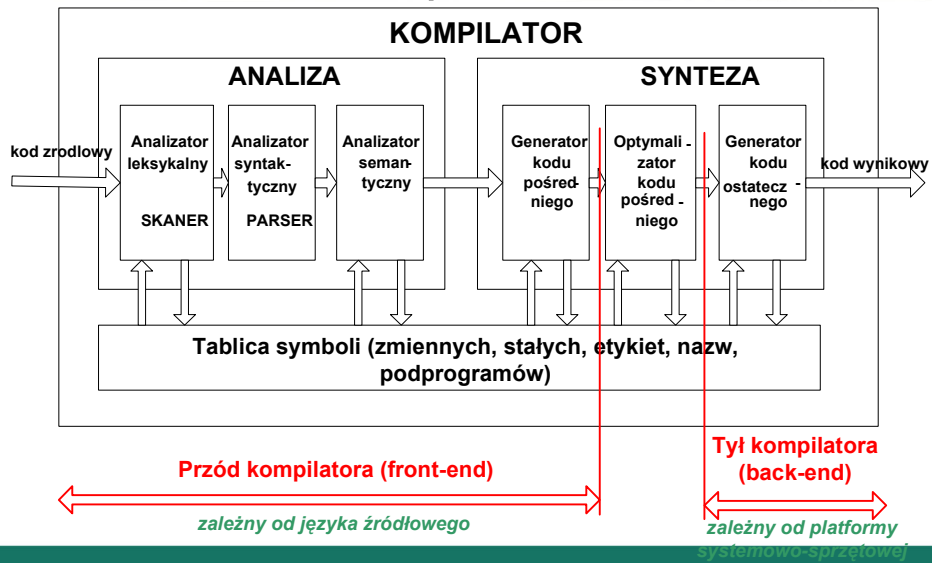 KOMPILATOR
ANALIZA
SYNTEZA
kod zrodlowy
Analizator
leksykalny
SKANER
Analizator
syntak-
tyczny
PARSER
Analizator
seman-
tyczny
Generator
kodu
pośred-
niego
Optymali -
zator
kodu
pośred -
niego
Generator
kodu
ostatecz -
nego
kod wynikowy
Tablica symboli (zmiennych, stałych, etykiet, nazw,
podprogramów)
Przód kompilatora (front-end)
zależny od języka źródłowego
Tył kompilatora
(back-end)
zależny od platformy
systemowo-sprzętowej